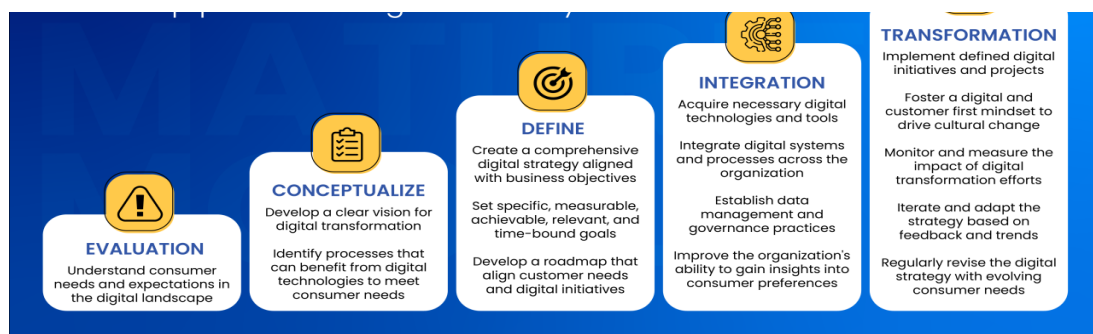 EVALUATION
Understand consumer
needs and expectations in
the digital landscape
CONCEPTUALIZE
Develop a clear vision for
digital transformation
Identify processes that
can benefit from digital
technologies to meet
consumer needs
DEFINE
Create a comprehensive
digital strategy aligned
with business objectives
Set specific, measurable,
achievable, relevant, and
time-bound goals
Develop a roadmap that
align customer needs
and digital initiatives
INTEGRATION
Acquire necessary digital
technologies and tools
Integrate digital systems
and processes across the
organization
Establish data
management and
governance practices
Improve the organization's
ability to gain insights into
consumer preferences
TRANSFORMATION
Implement defined digital
initiatives and projects
Foster a digital and
customer first mindset to
drive cultural change
Monitor and measure the
impact of digital
transformation efforts
Iterate and adapt the
strategy based on
feedback and trends
Regularly revise the digital
strategy with evolving
consumer needs